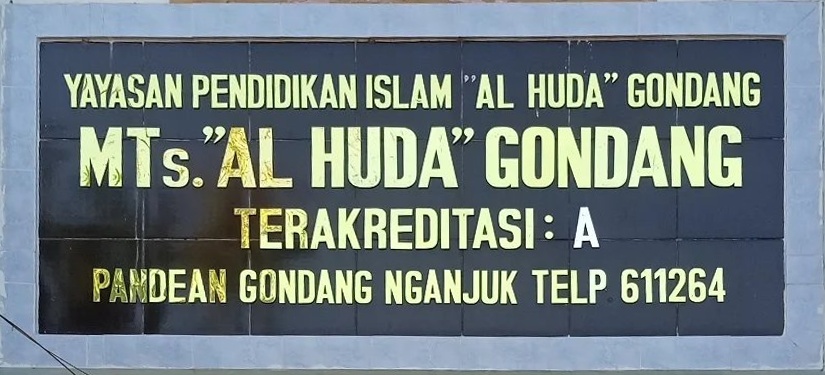 YAYASAN PENDIDIKAN ISLAM "AL HUDA" GONDANG
MTs. "AL HUDA" GONDANG
TERAKREDITASI : A
PANDEAN GONDANG NGANJUK TELP 611264